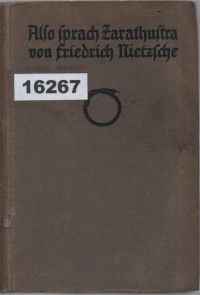 Also sprach Zarathustra
von Friedrich Nietzsche
16267